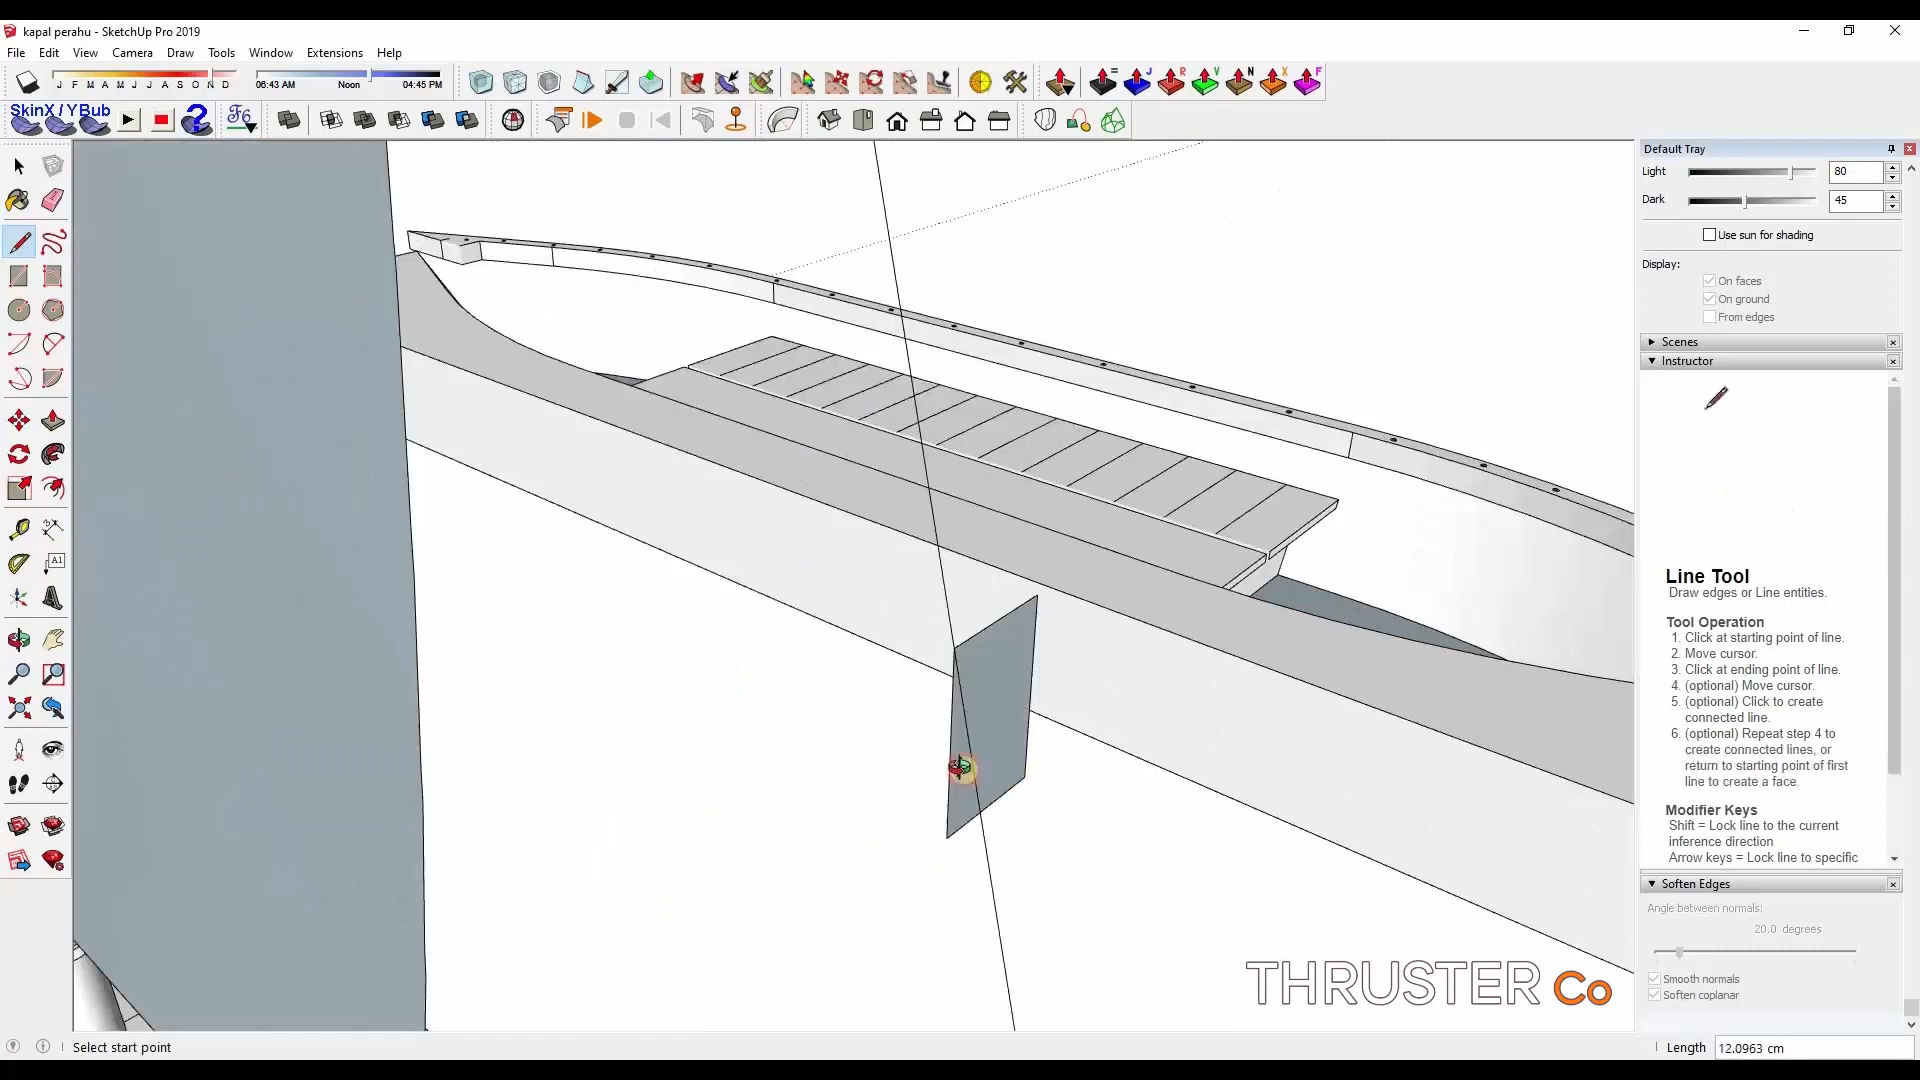 kapal perahu - SketchUp Pro 2019
File Edit View Camera Draw Tools Window Extensions Help
J F M A M J J A S O N D
06:43 AM Noon 04:45 PM
= J R V N X F
SkinX / YBub
?
F6
Default Tray
Light 80
Dark 45
Use sun for shading
Display:
On faces
On ground
From edges
Scenes
Instructor
A1
Line Tool
Draw edges or Line entities.
Tool Operation
1. Click at starting point of line.
2. Move cursor.
3. Click at ending point of line.
4. (optional) Move cursor.
5. (optional) Click to create
connected line.
6. (optional) Repeat step 4 to
create connected lines, or
return to starting point of first
line to create a face.
Modifier Keys
Shift = Lock line to the current
inference direction
Arrow keys = Lock line to specific
Soften Edges
Angle between normals:
20.0 degrees
Smooth normals
Soften coplanar
THRUSTER Co
Select start point
Length 12.0963 cm